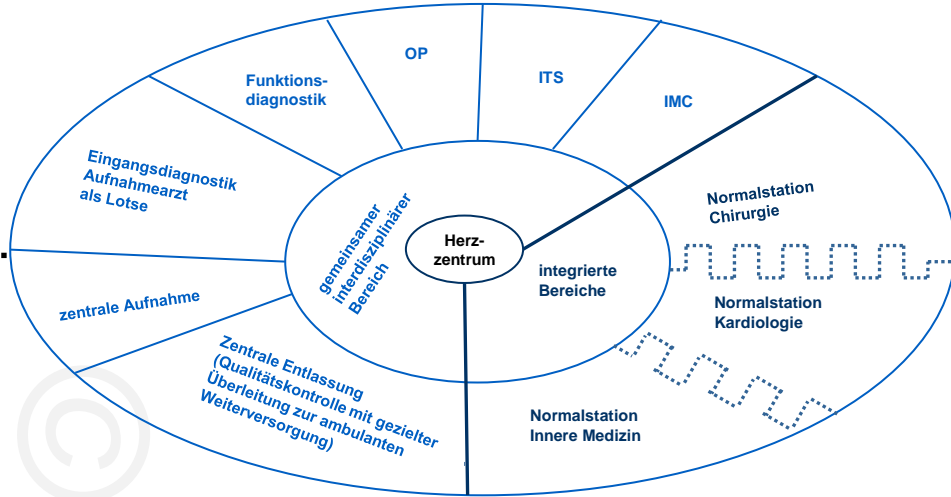 OP
ITS
IMC
Funktions-
diagnostik
Eingangsdiagnostik
Aufnahmearzt
als Lotse
zentrale Aufnahme
Zentrale Entlassung
(Qualitätskontrolle mit gezielter
Überleitung zur ambulanten
Weiterversorgung)
gemeinsamer
interdisziplinärer
Bereich
Herz-
zentrum
integrierte
Bereiche
Normalstation
Chirurgie
Normalstation
Kardiologie
Normalstation
Innere Medizin
©